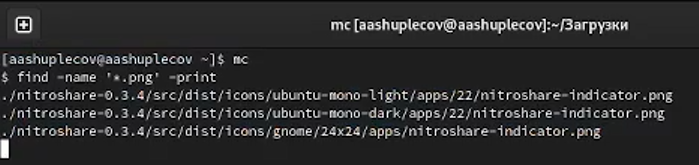 mc [aashuplecov@aashuplecov]:~/Загрузки
[aashuplecov@aashuplecov ~]$ mc
$ find -name '*.png' -print
./nitroshare-0.3.4/src/dist/icons/ubuntu-mono-light/apps/22/nitroshare-indicator.png
./nitroshare-0.3.4/src/dist/icons/ubuntu-mono-dark/apps/22/nitroshare-indicator.png
./nitroshare-0.3.4/src/dist/icons/gnome/24x24/apps/nitroshare-indicator.png